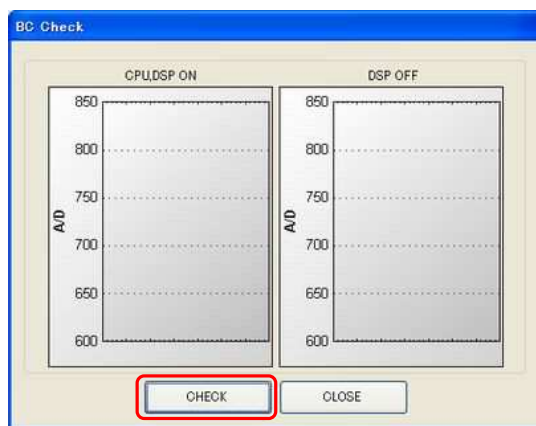 BC Check
CPU,DSP ON
DSP OFF
850
800
750
700
650
600
A/D
850
800
750
700
650
600
A/D
CHECK
CLOSE